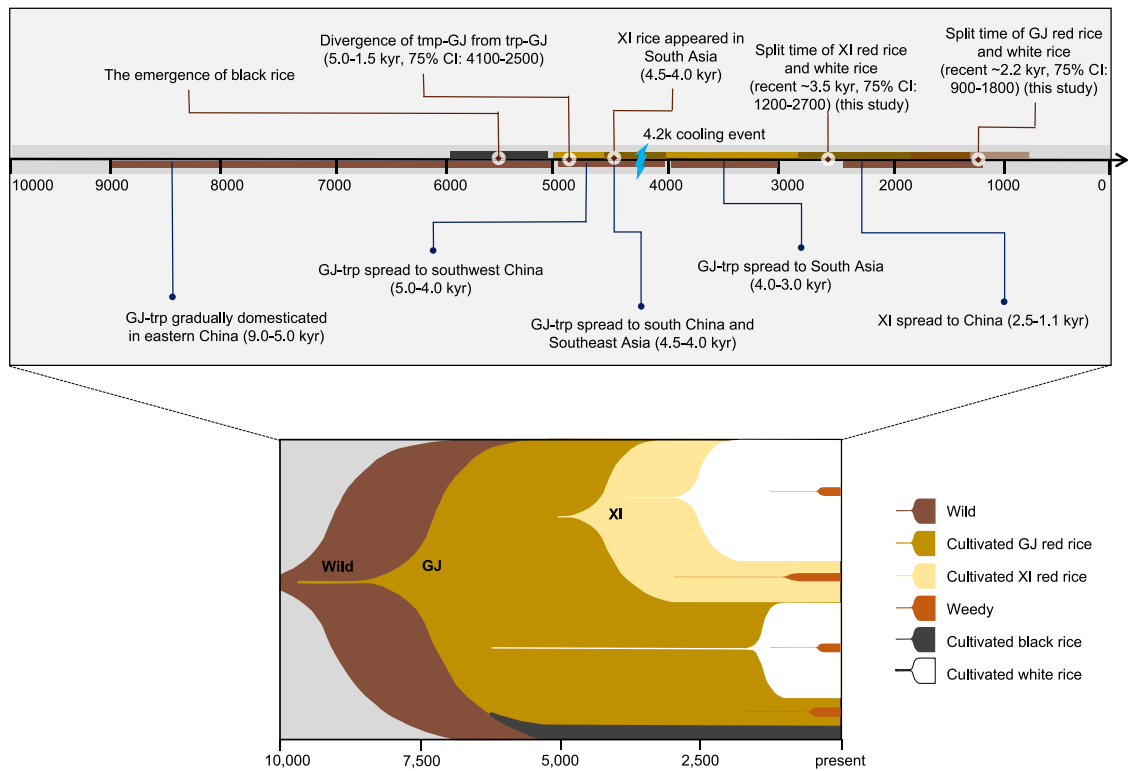 The emergence of black rice
Divergence of tmp-GJ from trp-GJ
(5.0-1.5 kyr, 75% CI: 4100-2500)
XI rice appeared in
South Asia
(4.5-4.0 kyr)
Split time of XI red rice
and white rice
(recent ~3.5 kyr, 75% CI:
1200-2700) (this study)
Split time of GJ red rice
and white rice
(recent ~2.2 kyr, 75% CI:
900-1800) (this study)
4.2k cooling event
10000 9000 8000 7000 6000 5000 4000 3000 2000 1000 0
GJ-trp gradually domesticated
in eastern China (9.0-5.0 kyr)
GJ-trp spread to southwest China
(5.0-4.0 kyr)
GJ-trp spread to south China and
Southeast Asia (4.5-4.0 kyr)
GJ-trp spread to South Asia
(4.0-3.0 kyr)
XI spread to China (2.5-1.1 kyr)
Wild
GJ
XI
10,000 7,500 5,000 2,500 present
Wild
Cultivated GJ red rice
Cultivated XI red rice
Weedy
Cultivated black rice
Cultivated white rice